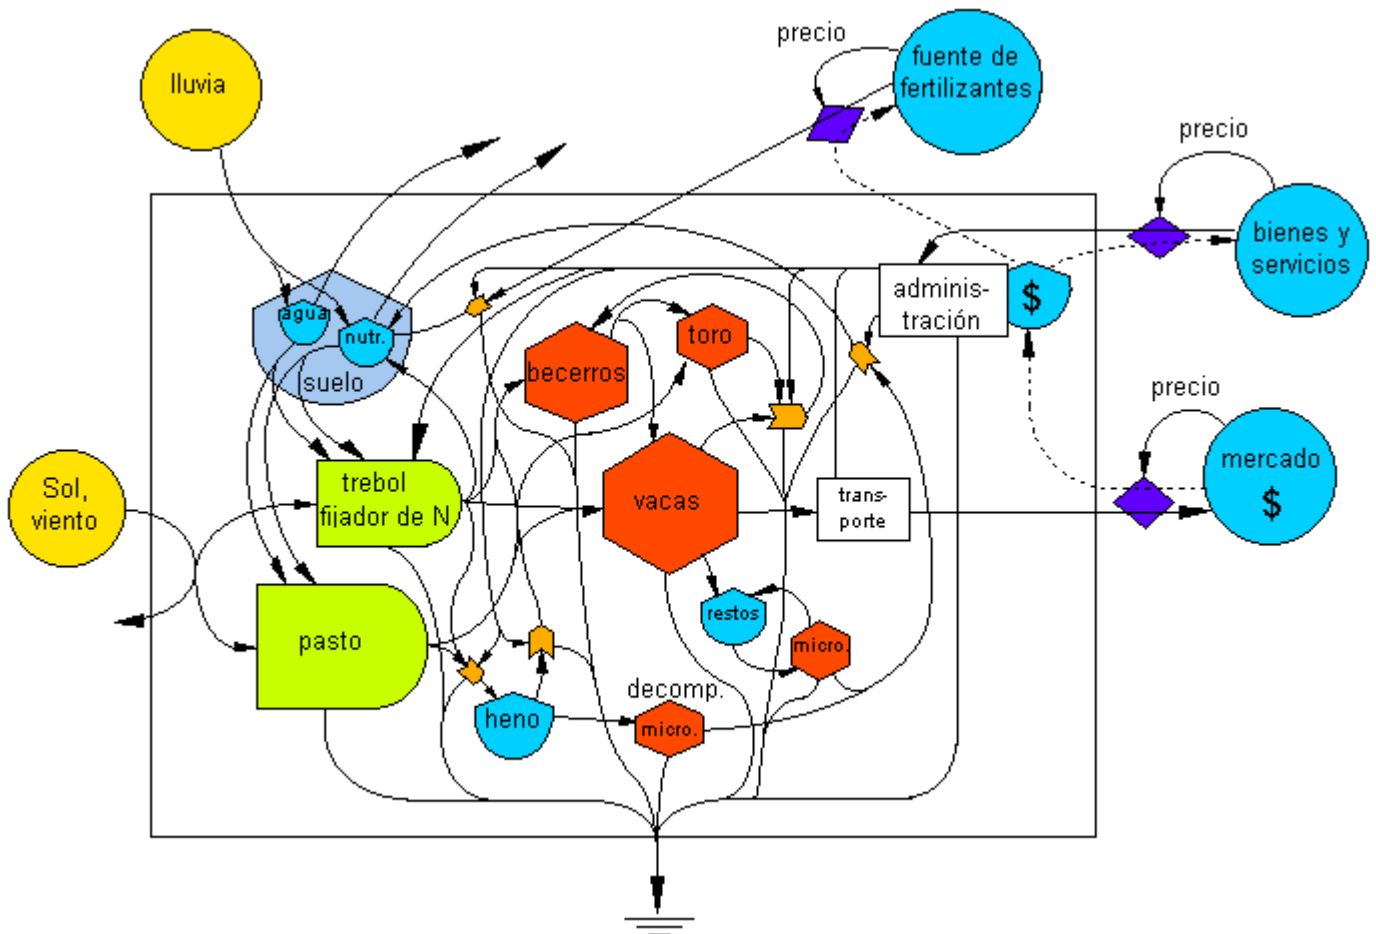 precio
fuente de
fertilizantes
lluvia
precio
bienes y
servicios
adminis-
tración
$
agua
nutr.
suelo
toro
becerros
precio
mercado
$
Sol,
viento
trebol
fijador de N
vacas
trans-
porte
restos
pasto
micro.
decomp.
heno
micro.